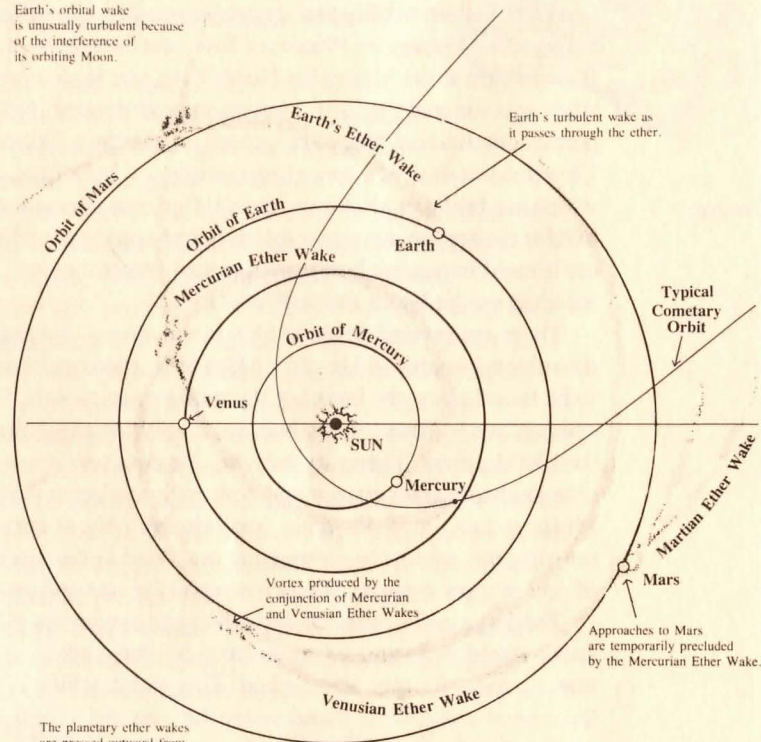 Earth's orbital wake
is unusually turbulent because
of the interference of
its orbiting Moon.
Earth's Ether Wake
Earth's turbulent wake as
it passes through the ether.
Orbit of Mars
Orbit of Earth
Earth
Mercurian Ether Wake
Typical
Cometary
Orbit
Orbit of Mercury
Venus
SUN
Mercury
Martian Ether Wake
Mars
Vortex produced by the
conjunction of Mercurian
and Venusian Ether Wakes
Approaches to Mars
are temporarily precluded
by the Mercurian Ether Wake.
Venusian Ether Wake
The planetary ether wakes
are pressed outward from